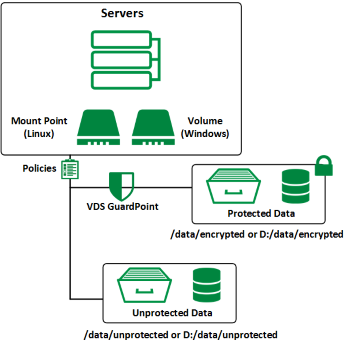 Servers
Mount Point
(Linux)
Volume
(Windows)
Policies
VDS GuardPoint
Protected Data
/data/encrypted or D:/data/encrypted
Unprotected Data
/data/unprotected or D:/data/unprotected